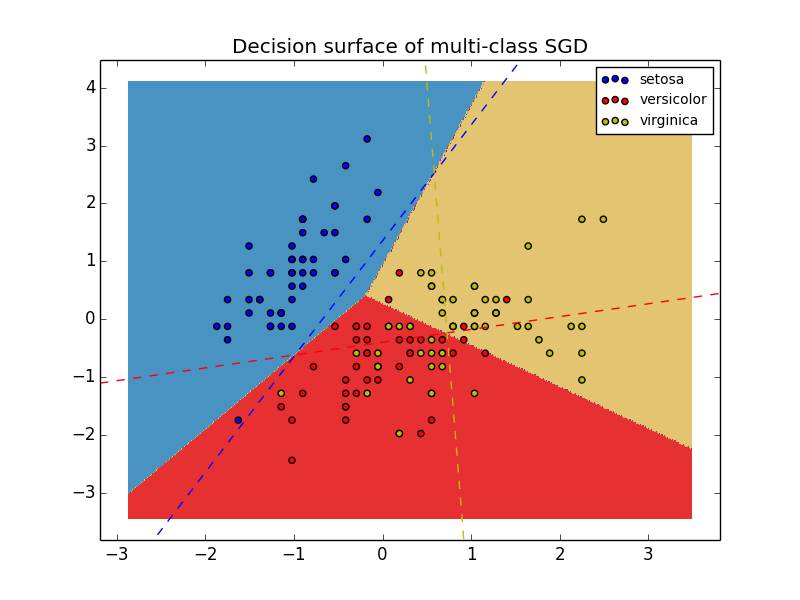 Decision surface of multi-class SGD
setosa
versicolor
virginica
4
3
2
1
0
−1
−2
−3
−3 −2 −1 0 1 2 3